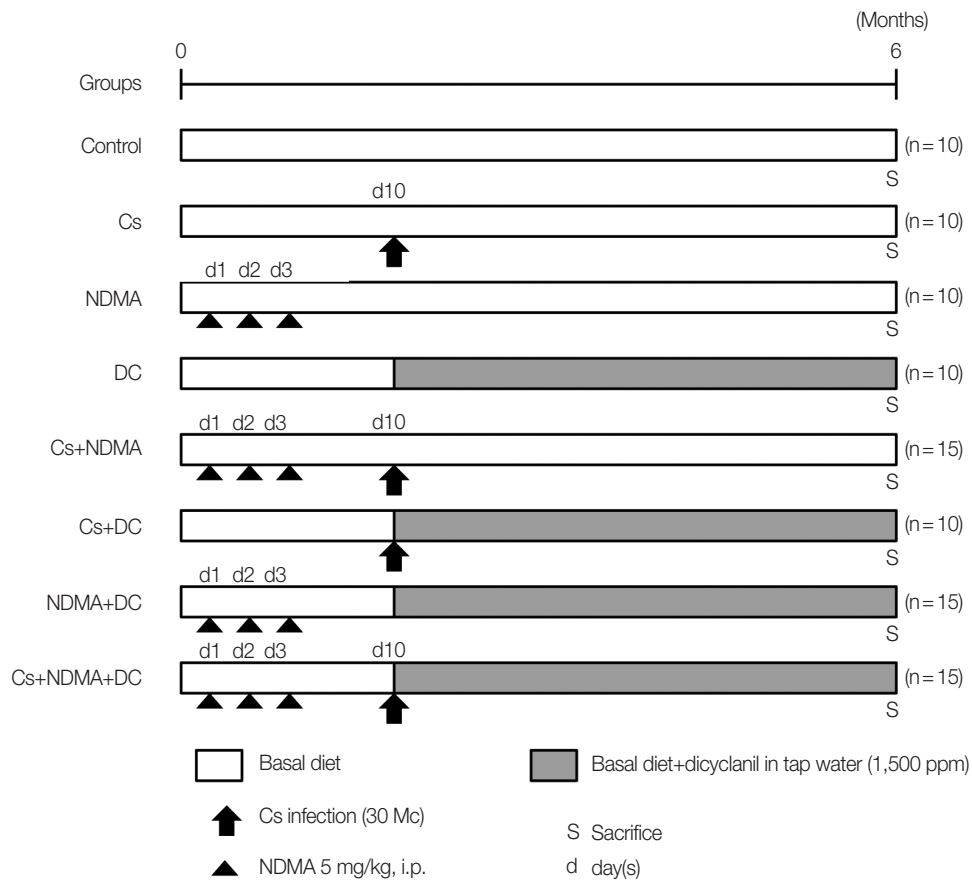 (Months)
0 6
Groups
Control (n=10)
S
d10
Cs (n=10)
S
d1 d2 d3
NDMA (n=10)
S
DC (n=10)
S
d1 d2 d3 d10
Cs+NDMA (n=15)
S
Cs+DC (n=10)
S
d1 d2 d3
NDMA+DC (n=15)
S
d1 d2 d3 d10
Cs+NDMA+DC (n=15)
S
Basal diet Basal diet+dicyclanil in tap water (1,500 ppm)
Cs infection (30 Mc) S Sacrifice
NDMA 5 mg/kg, i.p. d day(s)